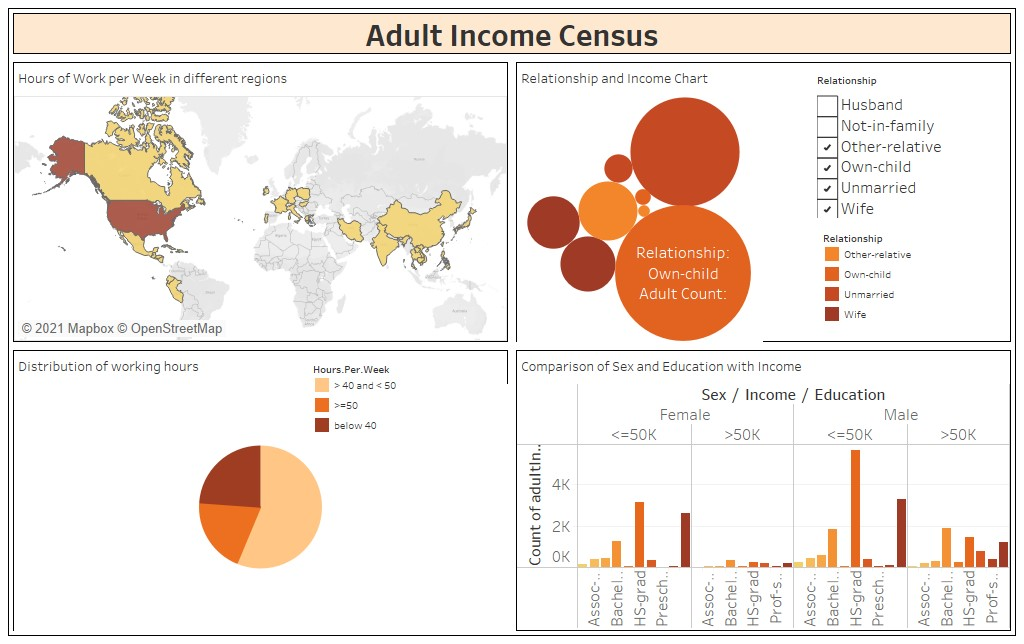 Adult Income Census
Hours of Work per Week in different regions
© 2021 Mapbox © OpenStreetMap
Relationship and Income Chart
Relationship:
Own-child
Adult Count:
Relationship
Husband
Not-in-family
Other-relative
Own-child
Unmarried
Wife
Relationship
Other-relative
Own-child
Unmarried
Wife
Distribution of working hours
Hours.Per.Week
> 40 and < 50
>=50
below 40
Comparison of Sex and Education with Income
Sex / Income / Education
Female Male
<=50K >50K <=50K >50K
Count of adultIn..
4K
2K
0K
Assoc-.. Bachel.. HS-grad Presch.. Assoc-.. Bachel.. HS-grad Prof-s.. Assoc-.. Bachel.. HS-grad Presch.. Assoc-.. Bachel.. HS-grad Prof-s..